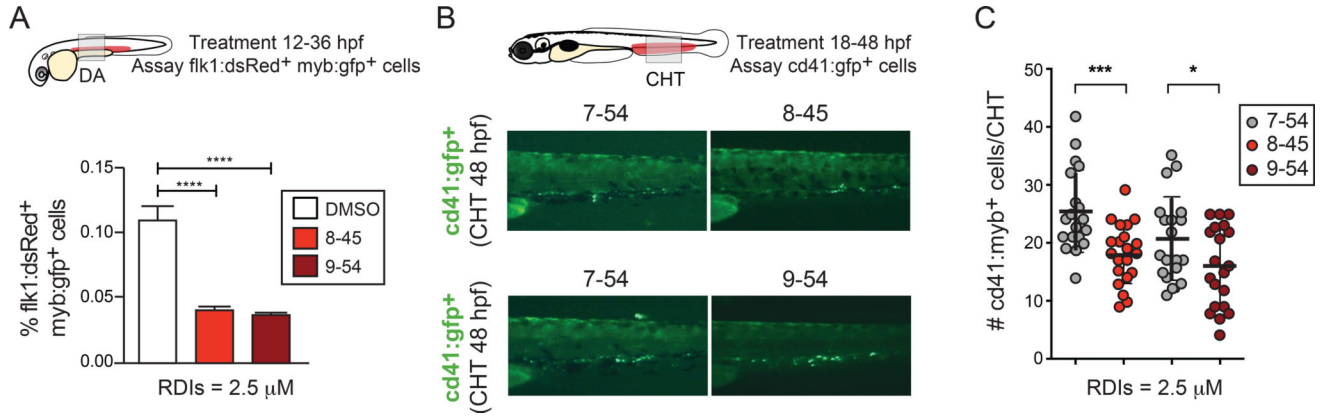 A
Treatment 12-36 hpf
Assay flk1:dsRed+ myb:gfp+ cells
DA
% flk1:dsRed+
myb:gfp+ cells
0.15
0.10
0.05
0.00
****
****
DMSO
8-45
9-54
RDIs = 2.5 μM
B
Treatment 18-48 hpf
Assay cd41:gfp+ cells
CHT
7-54
8-45
cd41:gfp+
(CHT 48 hpf)
7-54
9-54
cd41:gfp+
(CHT 48 hpf)
C
# cd41:myb+ cells/CHT
50
40
30
20
10
0
***
*
7-54
8-45
9-54
RDIs = 2.5 μM